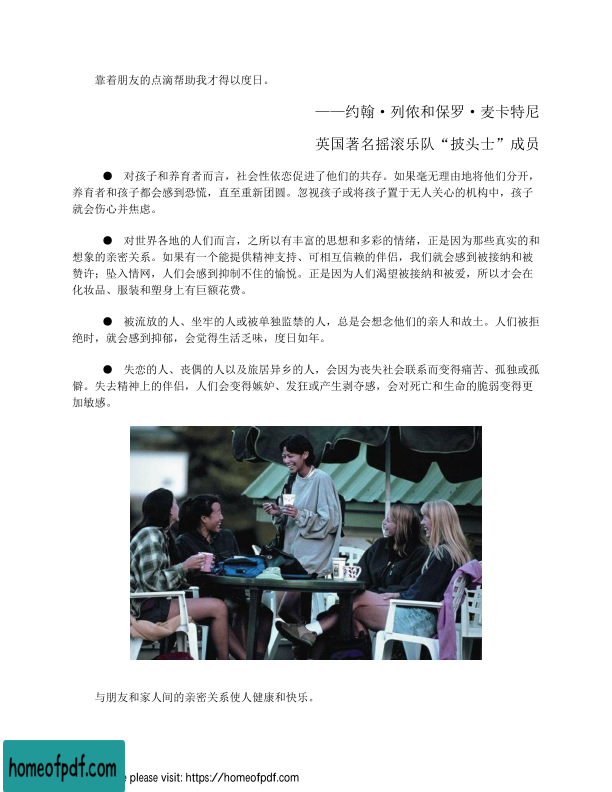 靠着朋友的点滴帮助我才得以度日。
——约翰·列侬和保罗·麦卡特尼
英国著名摇滚乐队“披头士”成员
● 对孩子和养育者而言，社会性依恋促进了他们的共存。如果毫无理由地将他们分开，
养育者和孩子都会感到恐慌，直至重新团圆。忽视孩子或将孩子置于无人关心的机构中，孩子
就会伤心并焦虑。
● 对世界各地的人们而言，之所以有丰富的思想和多彩的情绪，正是因为那些真实的和
想象的亲密关系。如果有一个能提供精神支持、可相互信赖的伴侣，我们就会感到被接纳和被
赞许；坠入情网，人们会感到抑制不住的愉悦。正是因为人们渴望被接纳和被爱，所以才会在
化妆品、服装和塑身上有巨额花费。
● 被流放的人、坐牢的人或被单独监禁的人，总是会想念他们的亲人和故土。人们被拒
绝时，就会感到抑郁，会觉得生活乏味，度日如年。
● 失恋的人、丧偶的人以及旅居异乡的人，会因为丧失社会联系而变得痛苦、孤独或孤
僻。失去精神上的伴侣，人们会变得嫉妒、发狂或产生剥夺感，会对死亡和生命的脆弱变得更
加敏感。
与朋友和家人间的亲密关系使人健康和快乐。
homeofpdf.com
e please visit: https://homeofpdf.com